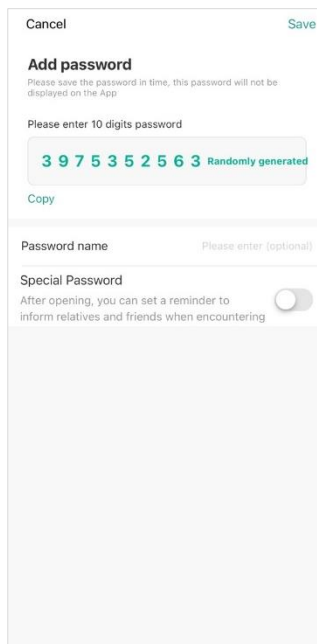 Cancel Save
Add password
Please save the password in time, this password will not be
displayed on the App
Please enter 10 digits password
3 9 7 5 3 5 2 5 6 3 Randomly generated
Copy
Password name Please enter (optional)
Special Password
After opening, you can set a reminder to
inform relatives and friends when encountering